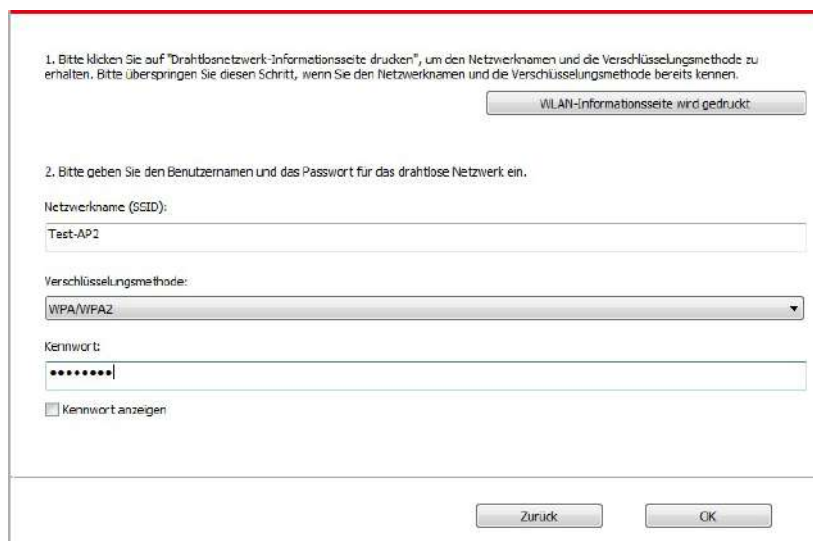 1. Bitte klicken Sie auf "Drahtlosnetzwerk-Informationsseite drucken", um den Netzwerknamen und die Verschlüsselungsmethode zu
erhalten. Bitte überspringen Sie diesen Schritt, wenn Sie den Netzwerknamen und die Verschlüsselungsmethode bereits kennen.
WLAN-Informationsseite wird gedruckt
2. Bitte geben Sie den Benutzernamen und das Passwort für das drahtlose Netzwerk ein.
Netzwerkname (SSID):
Test-AP2
Verschlüsselungsmethode:
WPA/WPA2
Kennwort:
••••••••
Kennwort anzeigen
Zurück OK